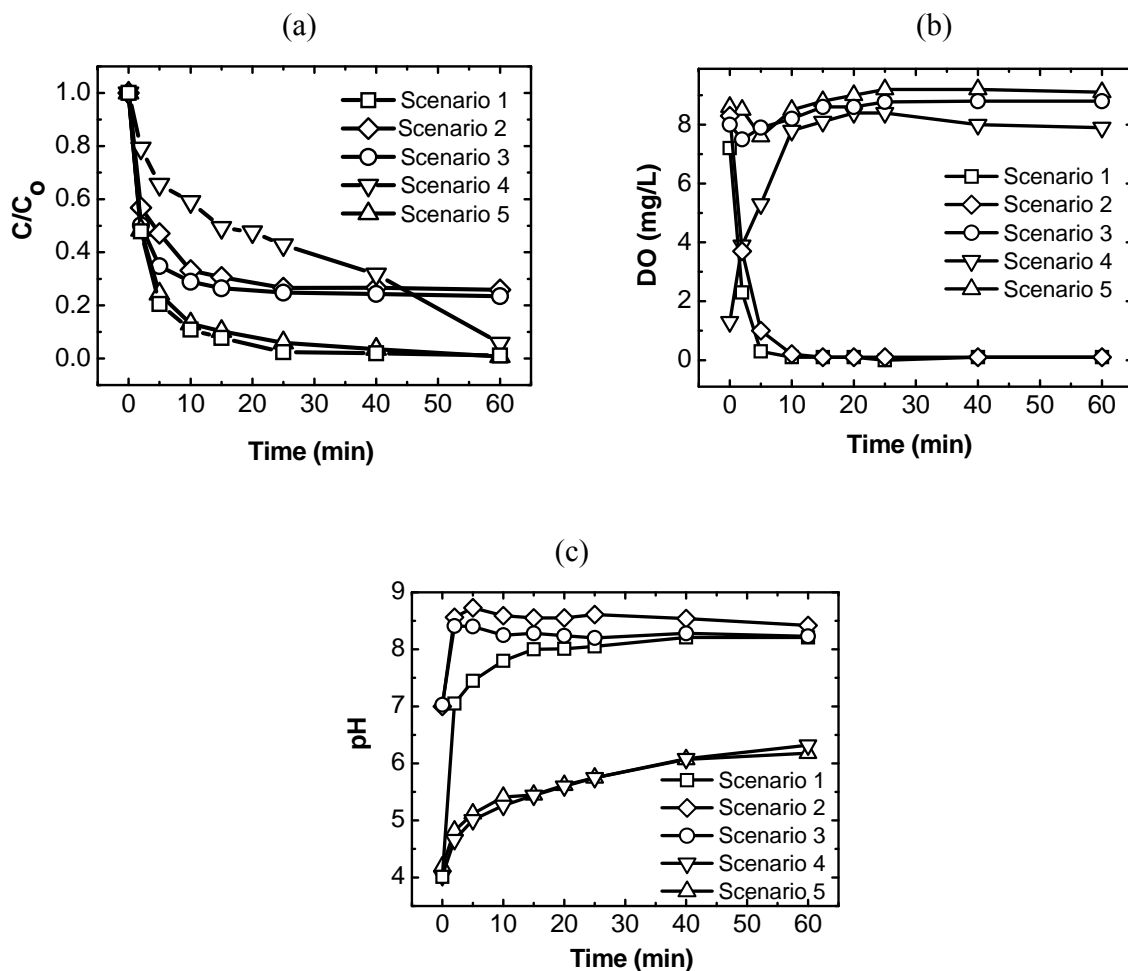 (a)
C/C₀
1.0
0.8
0.6
0.4
0.2
0.0
Scenario 1
Scenario 2
Scenario 3
Scenario 4
Scenario 5
0 10 20 30 40 50 60
Time (min)
(b)
DO (mg/L)
8
6
4
2
0
Scenario 1
Scenario 2
Scenario 3
Scenario 4
Scenario 5
0 10 20 30 40 50 60
Time (min)
(c)
pH
9
8
7
6
5
4
Scenario 1
Scenario 2
Scenario 3
Scenario 4
Scenario 5
0 10 20 30 40 50 60
Time (min)